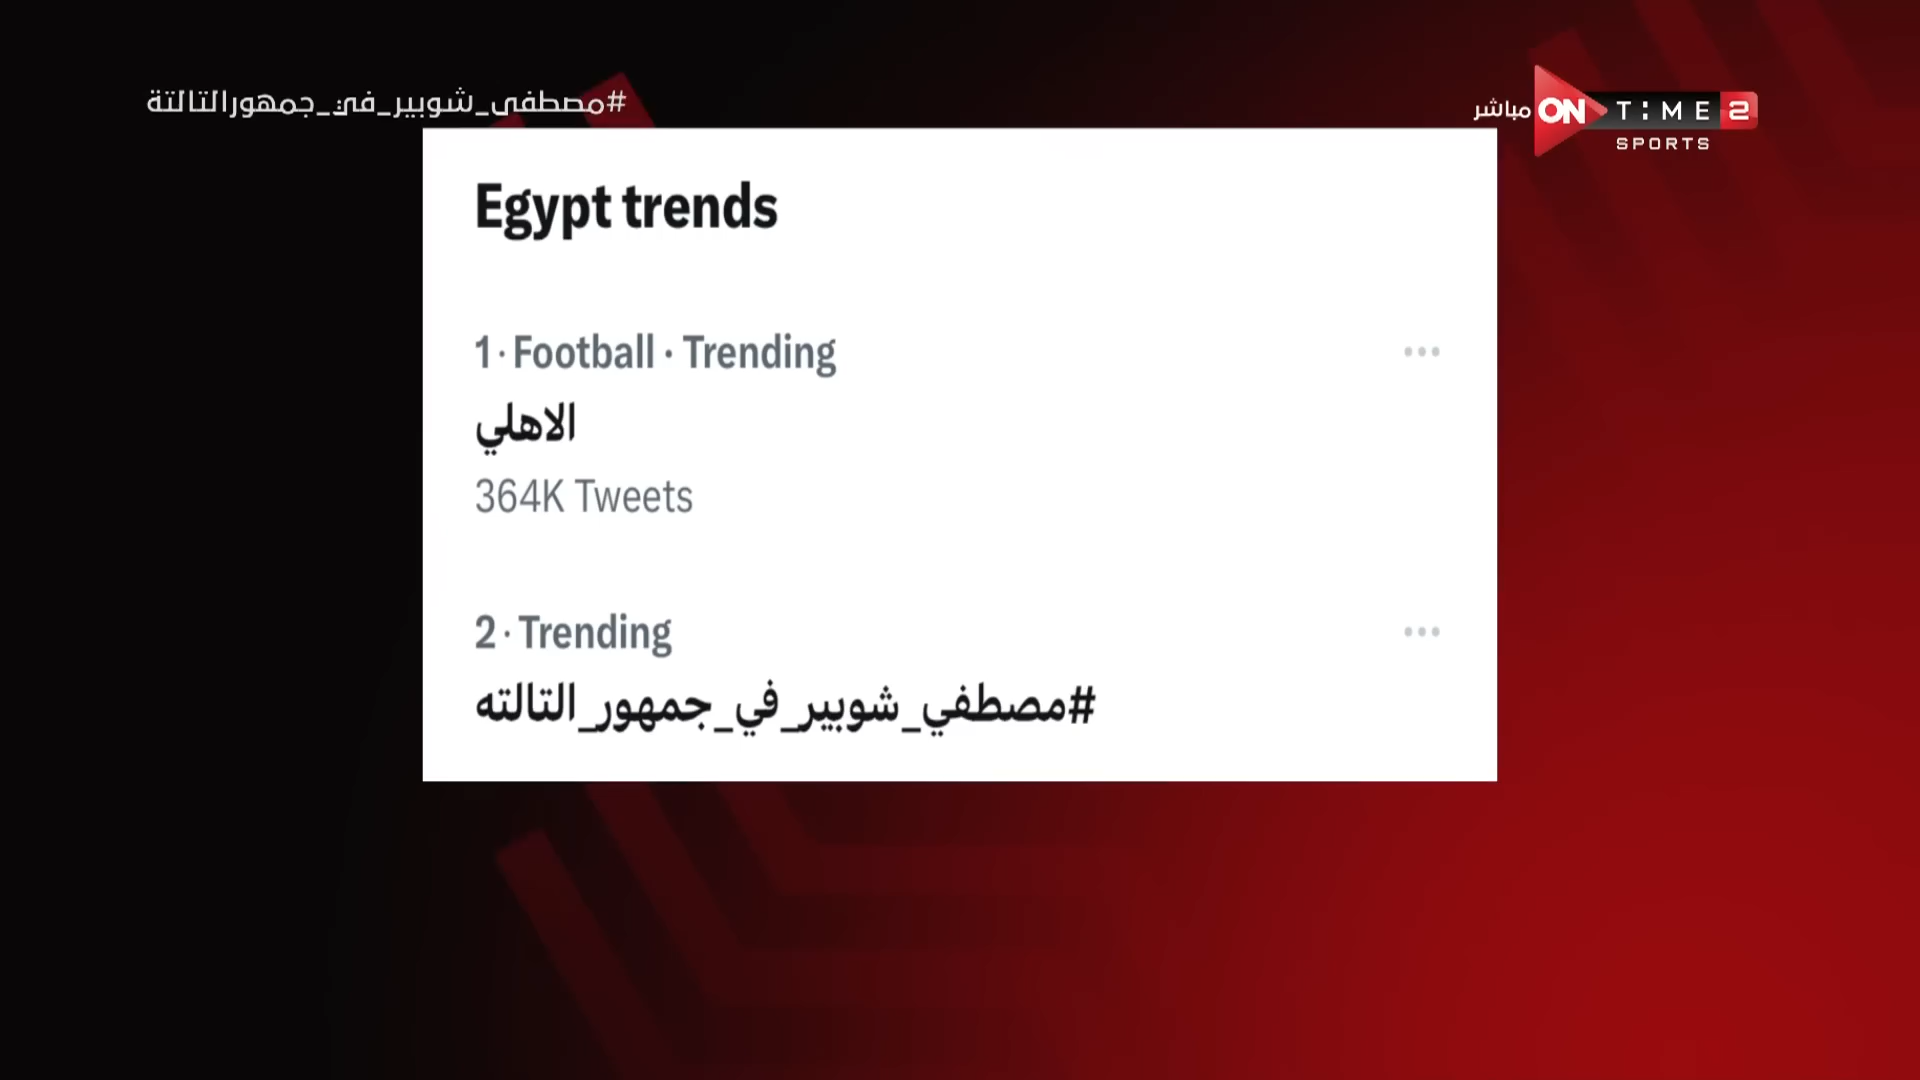 #مصطفى_شوبير_في_جمهورالتالتة
مباشر ON TIME 2
SPORTS
Egypt trends
1 · Football · Trending
الاهلي
364K Tweets
2 · Trending
#مصطفي_شوبير_في_جمهور_التالته